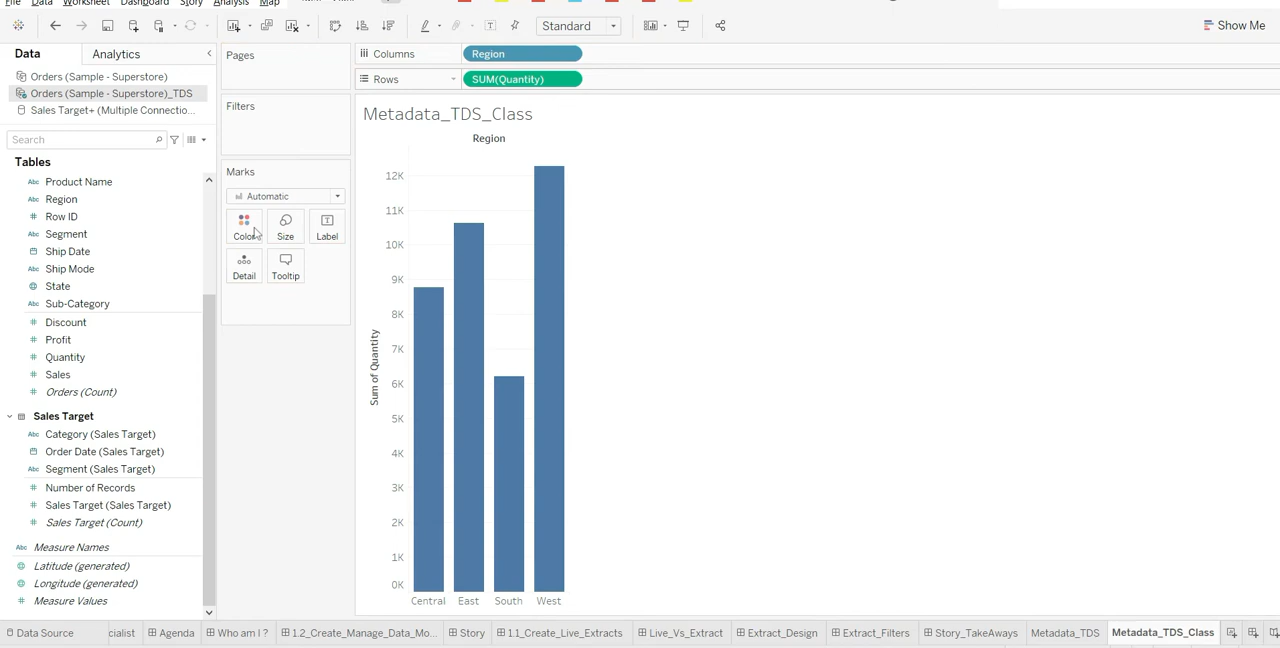 File Data Worksheet Dashboard Story Analysis Map
Standard
Show Me
Data Analytics
Pages
Columns Region
Rows SUM(Quantity)
Orders (Sample - Superstore)
Orders (Sample - Superstore)_TDS
Sales Target+ (Multiple Connectio...
Search
Tables
Product Name
Region
Row ID
Segment
Ship Date
Ship Mode
State
Sub-Category
Discount
Profit
Quantity
Sales
Orders (Count)
Sales Target
Category (Sales Target)
Order Date (Sales Target)
Segment (Sales Target)
Number of Records
Sales Target (Sales Target)
Sales Target (Count)
Measure Names
Latitude (generated)
Longitude (generated)
Measure Values
Filters
Marks
Automatic
Color Size Label
Detail Tooltip
Metadata_TDS_Class
Region
Sum of Quantity
12K
11K
10K
9K
8K
7K
6K
5K
4K
3K
2K
1K
0K
Central East South West
Data Source cialist Agenda Who am I ? 1.2_Create_Manage_Data_Mo... Story 1.1_Create_Live_Extracts Live_Vs_Extract Extract_Design Extract_Filters Story_TakeAways Metadata_TDS Metadata_TDS_Class